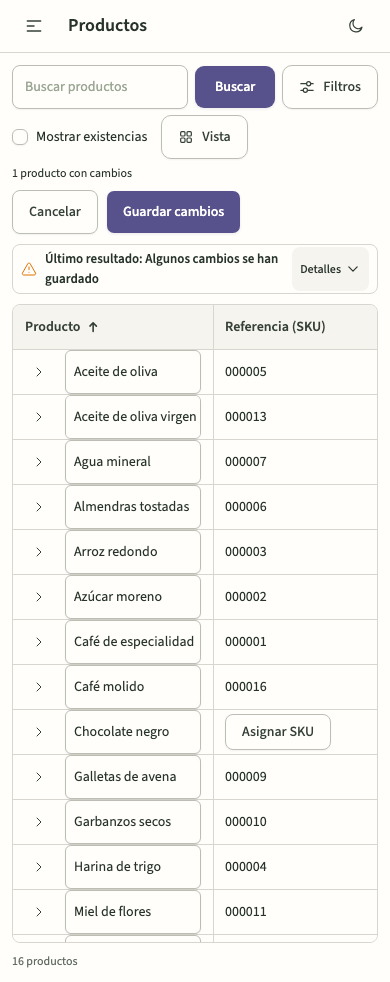 Productos
Buscar productos
Buscar
Filtros
Mostrar existencias
Vista
1 producto con cambios
Cancelar
Guardar cambios
Último resultado: Algunos cambios se han
guardado
Detalles
Producto
Referencia (SKU)
Aceite de oliva
000005
Aceite de oliva virgen
000013
Agua mineral
000007
Almendras tostadas
000006
Arroz redondo
000003
Azúcar moreno
000002
Café de especialidad
000001
Café molido
000016
Chocolate negro
Asignar SKU
Galletas de avena
000009
Garbanzos secos
000010
Harina de trigo
000004
Miel de flores
000011
16 productos